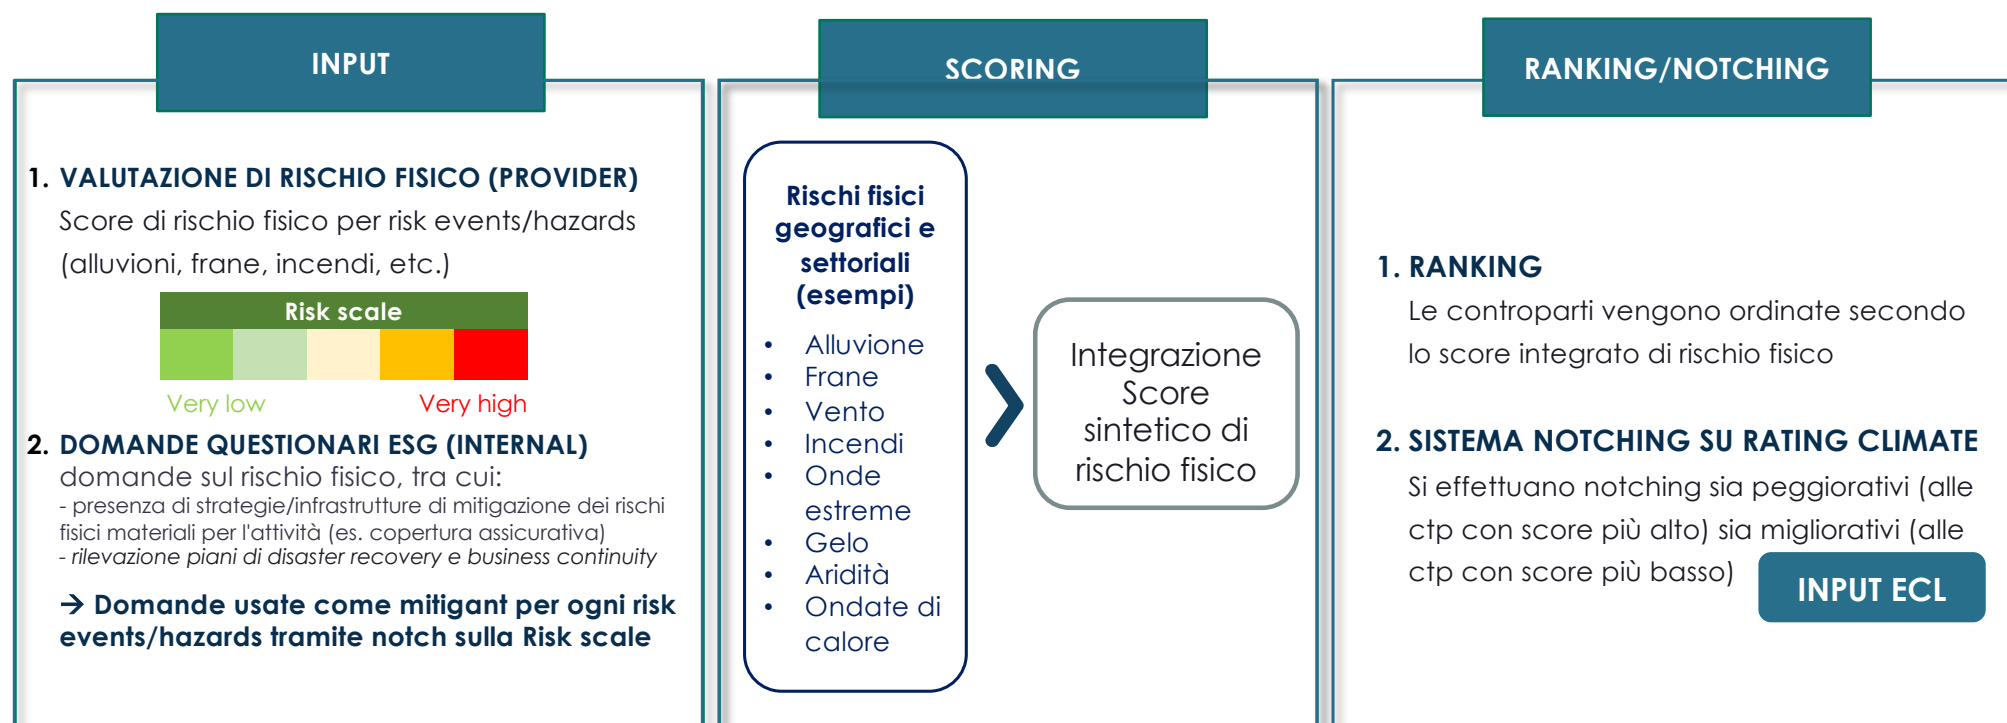 INPUT
1. VALUTAZIONE DI RISCHIO FISICO (PROVIDER)
Score di rischio fisico per risk events/hazards
(alluvioni, frane, incendi, etc.)
Risk scale
Very low
Very high
2. DOMANDE QUESTIONARI ESG (INTERNAL)
domande sul rischio fisico, tra cui:
- presenza di strategie/infrastrutture di mitigazione dei rischi
fisici materiali per l'attività (es. copertura assicurativa)
- rilevazione piani di disaster recovery e business continuity
→ Domande usate come mitigant per ogni risk
events/hazards tramite notch sulla Risk scale
SCORING
Rischi fisici
geografici e
settoriali
(esempi)
• Alluvione
• Frane
• Vento
• Incendi
• Onde
estreme
• Gelo
• Aridità
• Ondate di
calore
Integrazione
Score
sintetico di
rischio fisico
RANKING/NOTCHING
1. RANKING
Le controparti vengono ordinate secondo
lo score integrato di rischio fisico
2. SISTEMA NOTCHING SU RATING CLIMATE
Si effettuano notching sia peggiorativi (alle
ctp con score più alto) sia migliorativi (alle
ctp con score più basso)
INPUT ECL